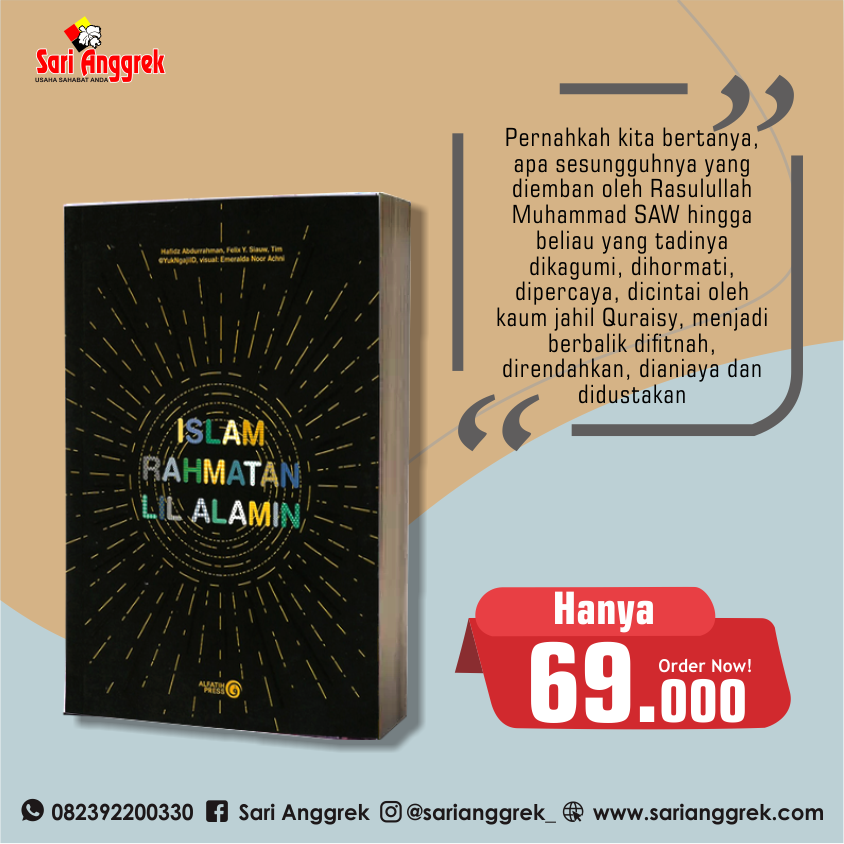 Sari Anggrek
USAHA SAHABAT ANDA
Pernahkah kita bertanya,
apa sesungguhnya yang
diemban oleh Rasulullah
Muhammad SAW hingga
beliau yang tadinya
dikagumi, dihormati,
dipercaya, dicintai oleh
kaum jahil Quraisy, menjadi
berbalik difitnah,
direndahkan, dianiaya dan
didustakan
Hafidz Abdurrahman, Felix Y. Siauw, Tim
@YukNgajiID, visual: Emeralda Noor Achni
ISLAM
RAHMATAN
LIL ALAMIN
ALFATIH
PRESS
Hanya
69.000
Order Now!
082392200330 Sari Anggrek @sarianggrek_ www.sarianggrek.com